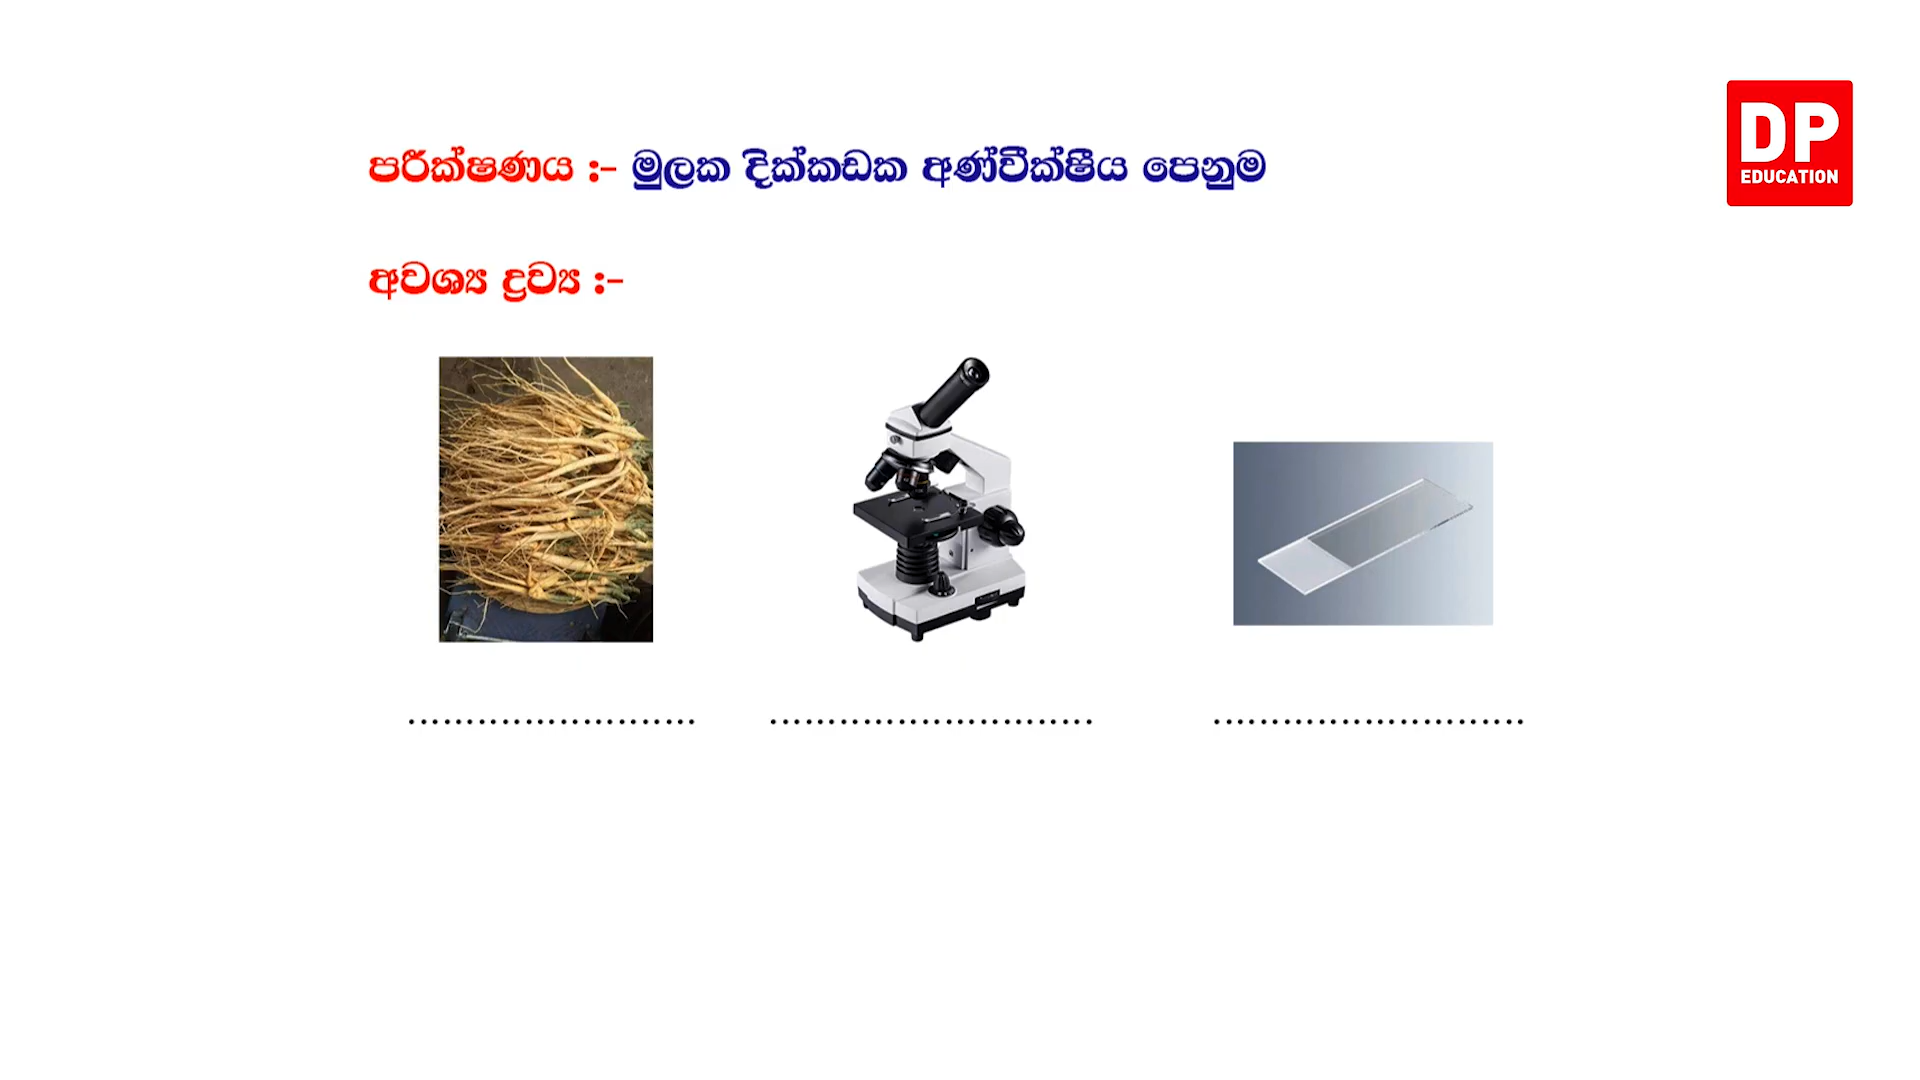 DP
EDUCATION
පරීක්ෂණය :- මුලක දික්කඩක අණ්වීක්ෂීය පෙනුම
අවශ්‍ය ද්‍රව්‍ය :-
......................... ............................ ...........................